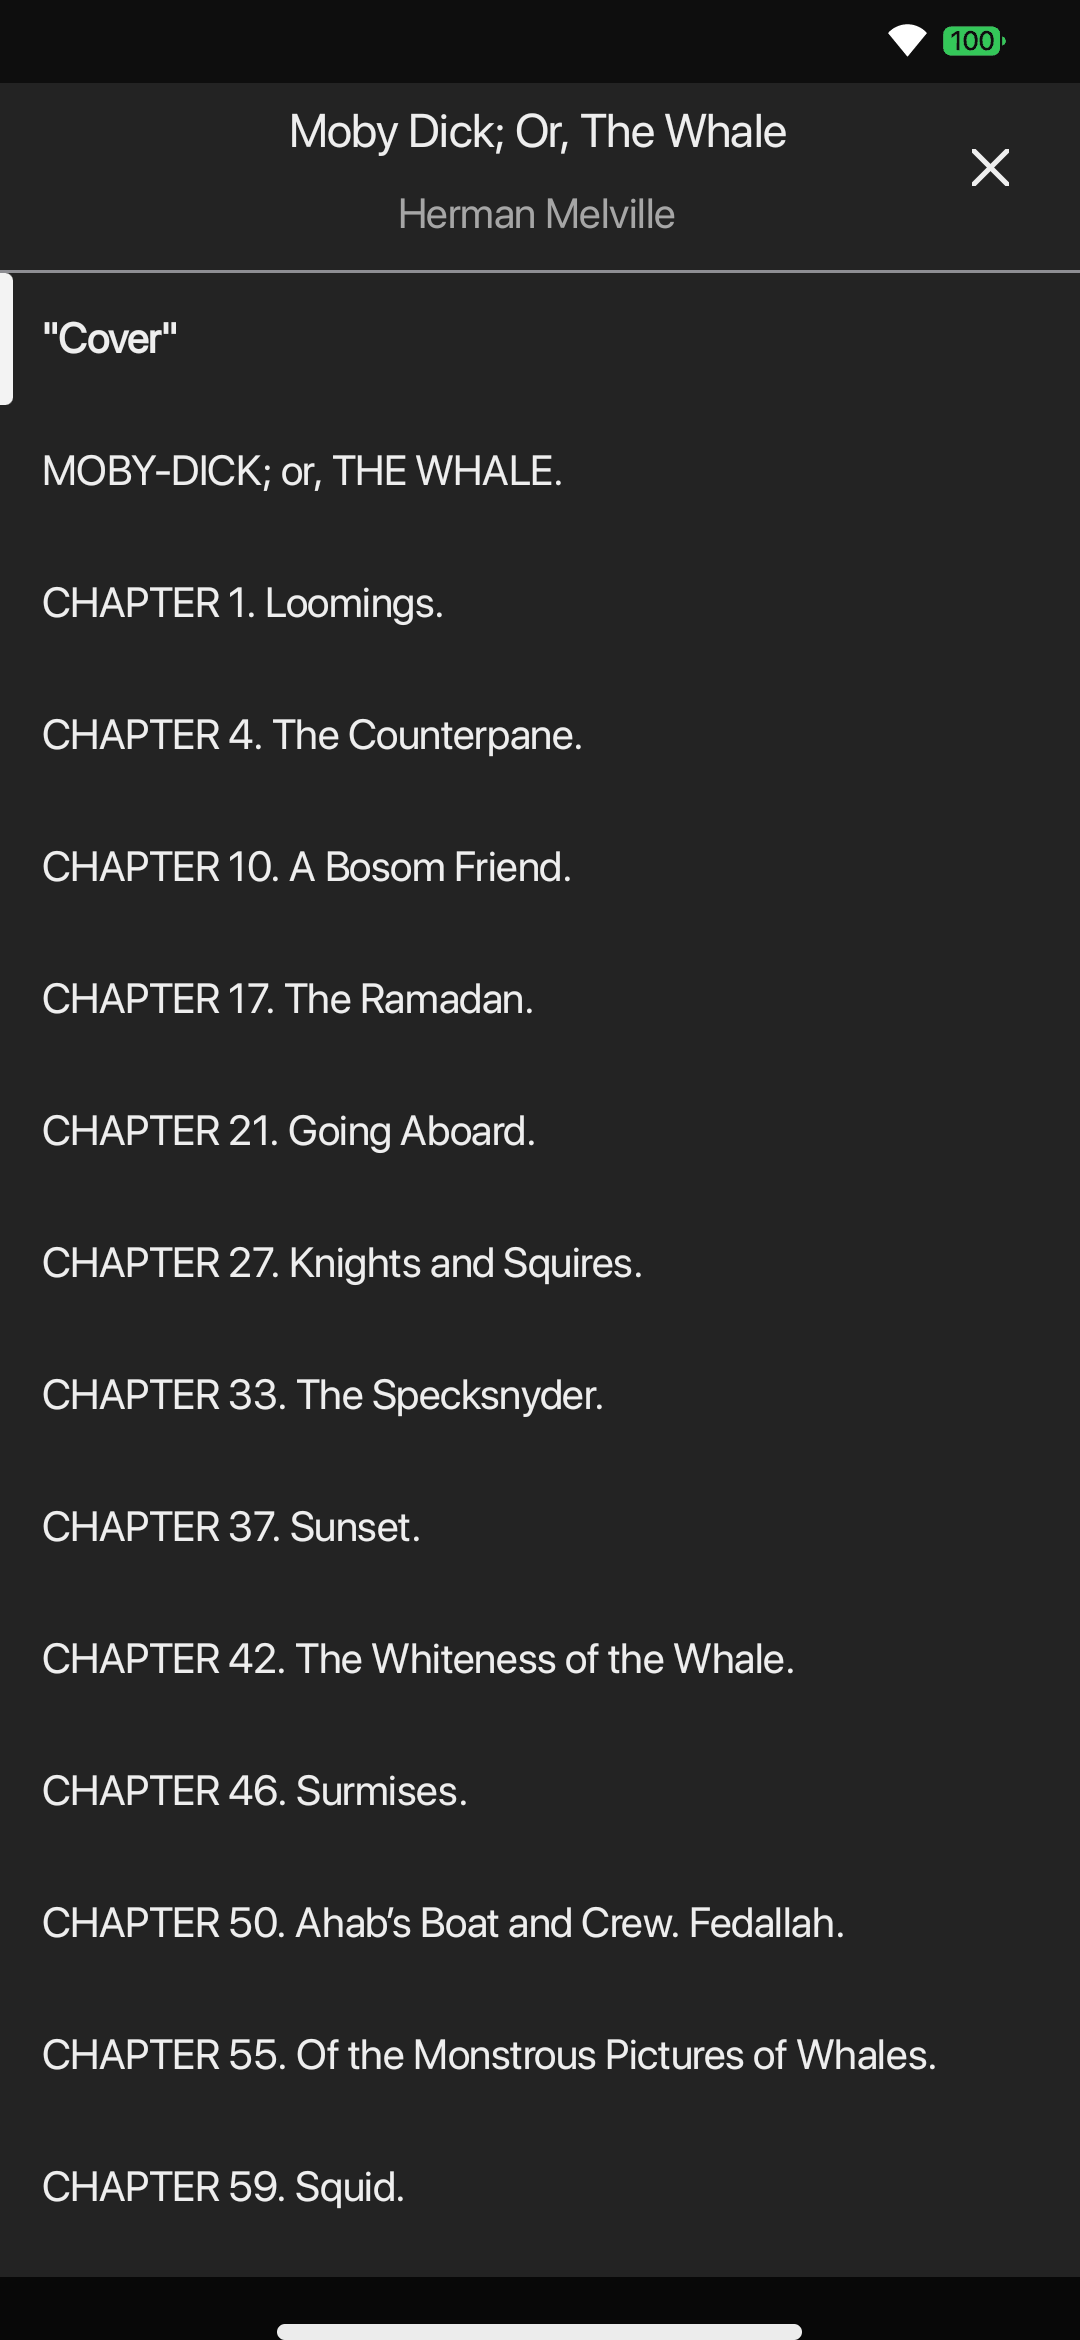 100
Moby Dick; Or, The Whale
Herman Melville
"Cover"
MOBY-DICK; or, THE WHALE.
CHAPTER 1. Loomings.
CHAPTER 4. The Counterpane.
CHAPTER 10. A Bosom Friend.
CHAPTER 17. The Ramadan.
CHAPTER 21. Going Aboard.
CHAPTER 27. Knights and Squires.
CHAPTER 33. The Specksnyder.
CHAPTER 37. Sunset.
CHAPTER 42. The Whiteness of the Whale.
CHAPTER 46. Surmises.
CHAPTER 50. Ahab’s Boat and Crew. Fedallah.
CHAPTER 55. Of the Monstrous Pictures of Whales.
CHAPTER 59. Squid.